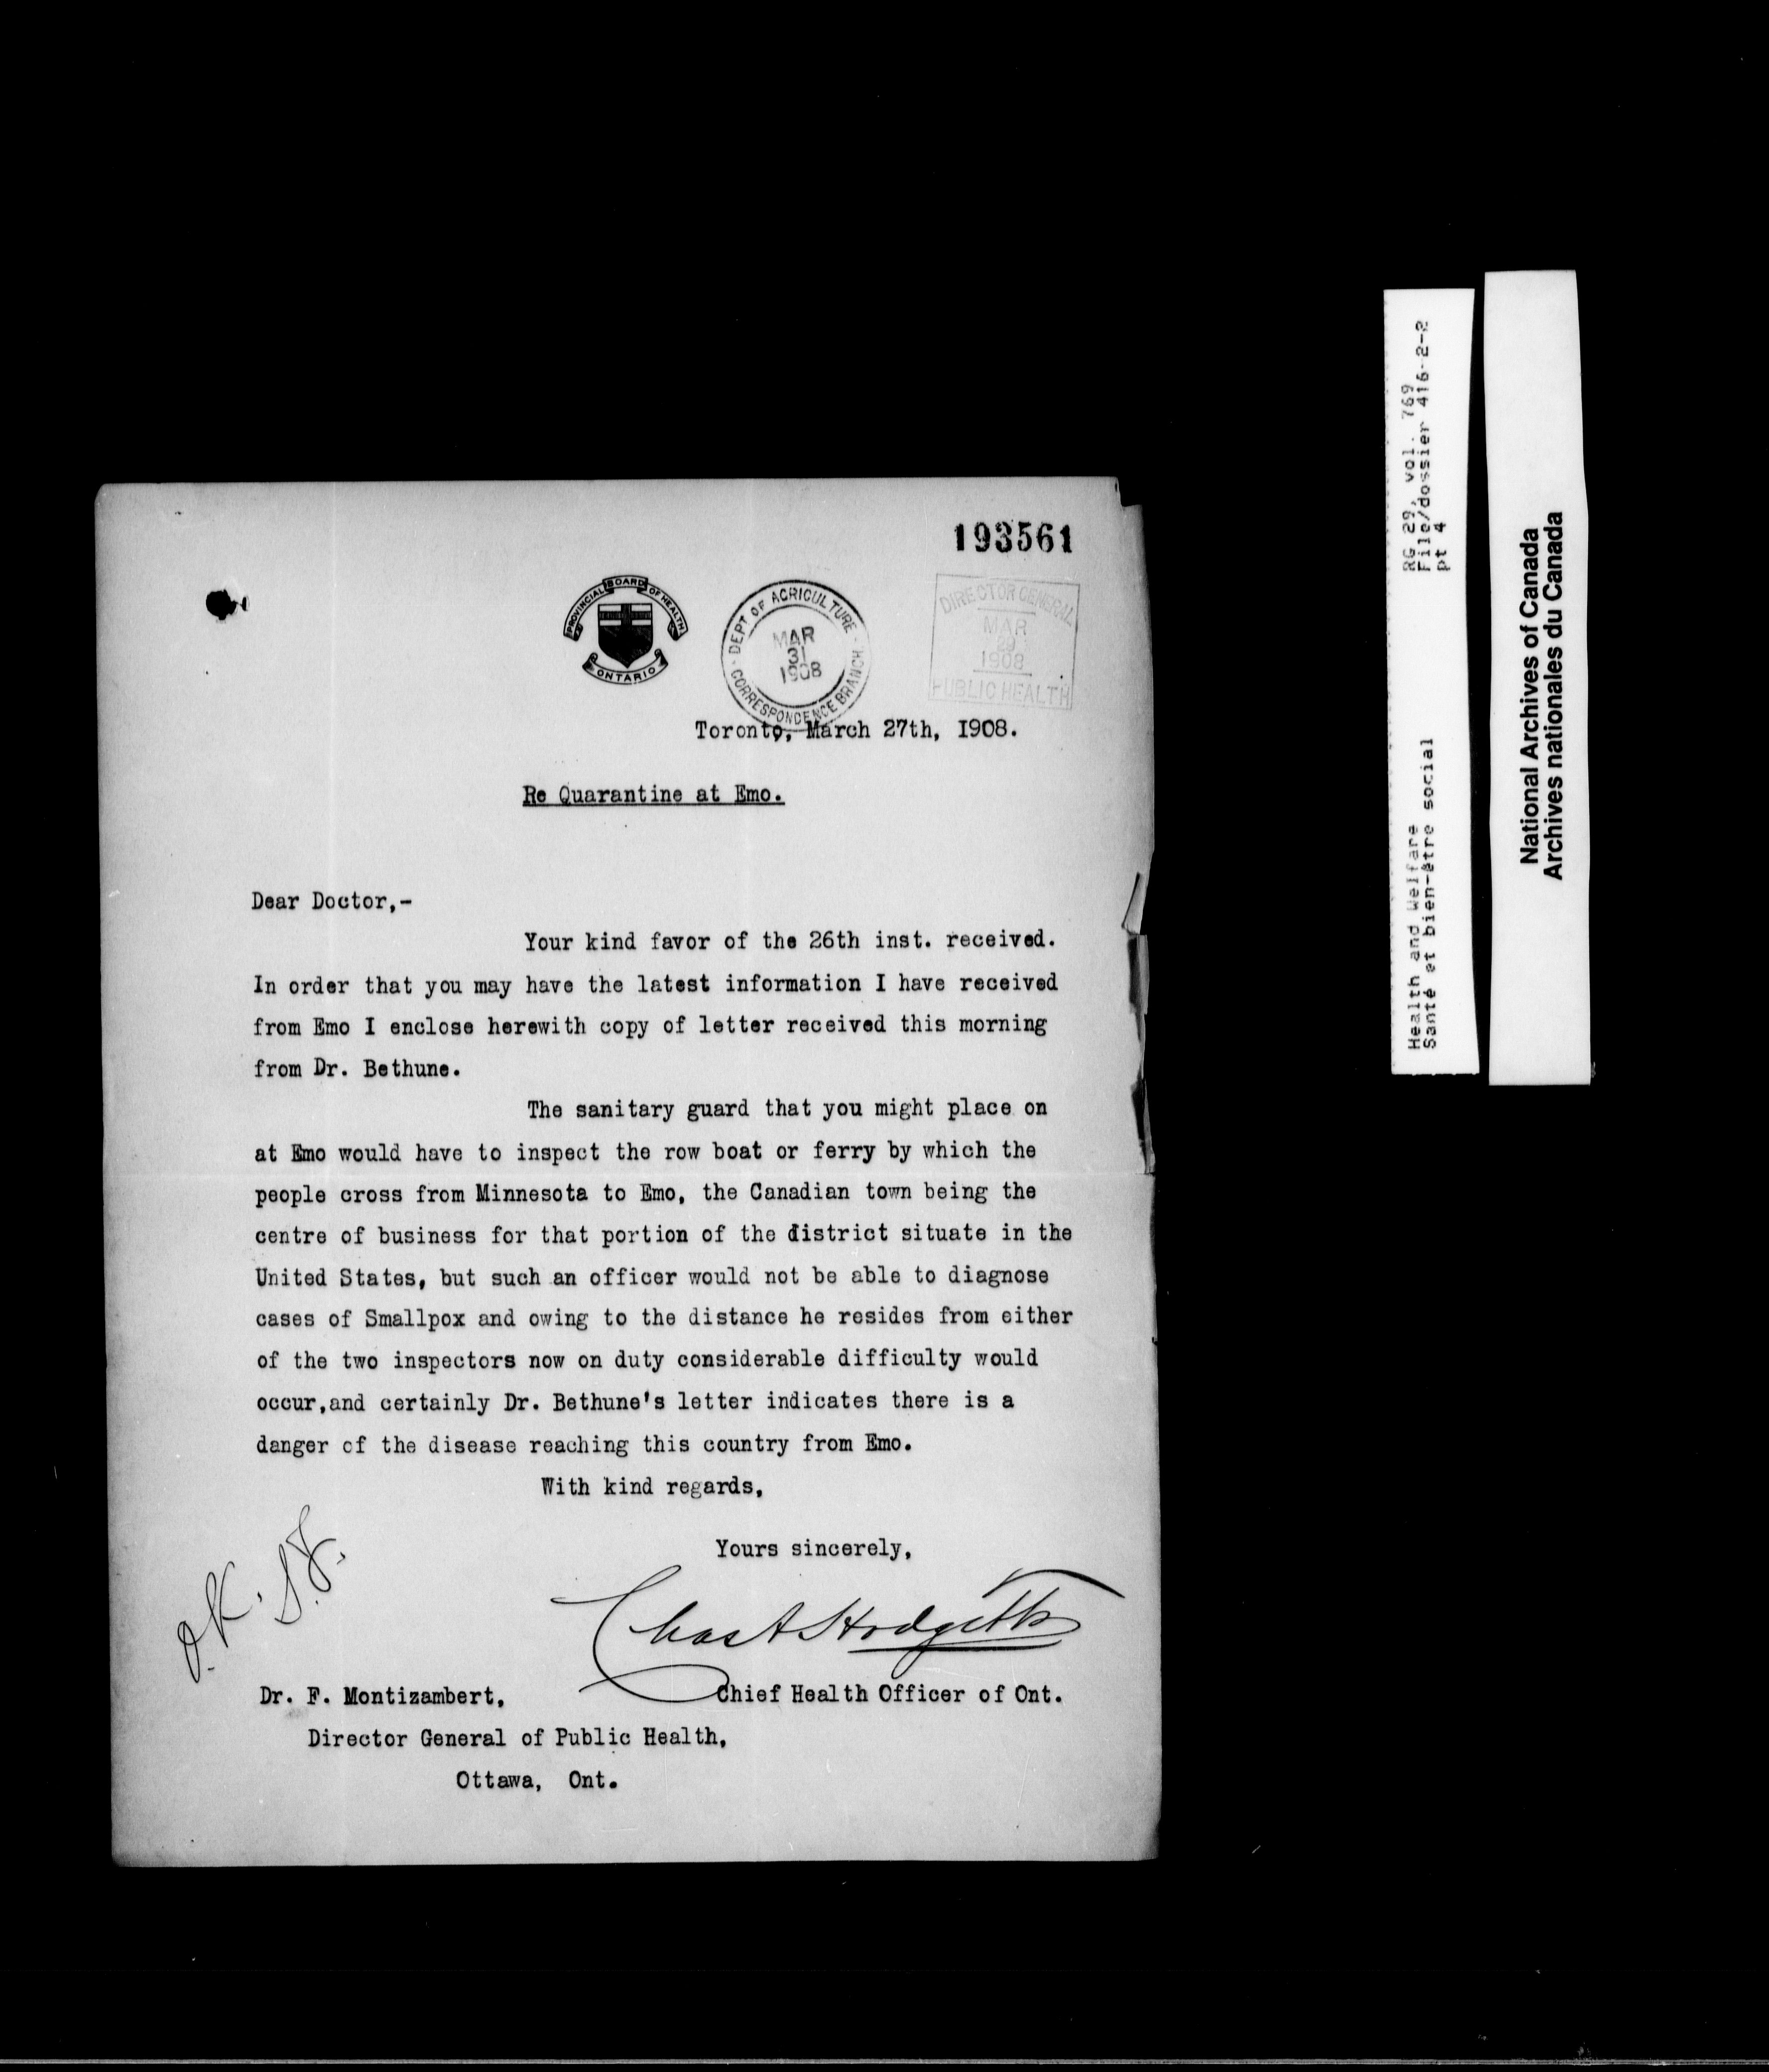 193561
PROVINCIAL BOARD OF HEALTH
ONTARIO
DEPT OF AGRICULTURE
MAR
31
1908
CORRESPONDENCE BRANCH
DIRECTOR GENERAL
MAR
1908
PUBLIC HEALTH
Toronto, March 27th, 1908.
Re Quarantine at Emo.
Dear Doctor,-
Your kind favor of the 26th inst. received.
In order that you may have the latest information I have received
from Emo I enclose herewith copy of letter received this morning
from Dr. Bethune.
The sanitary guard that you might place on
at Emo would have to inspect the row boat or ferry by which the
people cross from Minnesota to Emo, the Canadian town being the
centre of business for that portion of the district situate in the
United States, but such an officer would not be able to diagnose
cases of Smallpox and owing to the distance he resides from either
of the two inspectors now on duty considerable difficulty would
occur,and certainly Dr. Bethune's letter indicates there is a
danger of the disease reaching this country from Emo.
With kind regards,
Yours sincerely,
O.K. S.F.
Chas A Hodgetts
Chief Health Officer of Ont.
Dr. F. Montizambert,
Director General of Public Health,
Ottawa, Ont.
Health and Welfare RG 29, vol. 769
Santé et bien-être social File/dossier 416-2-2
pt 4
National Archives of Canada
Archives nationales du Canada